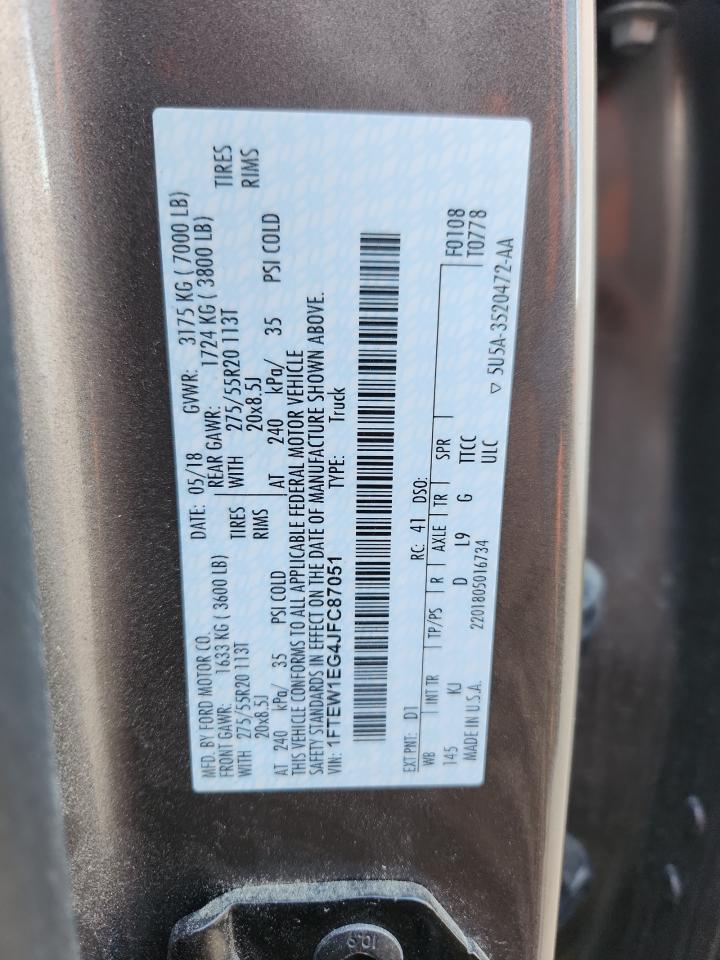 MFD. BY FORD MOTOR CO.
DATE: 05/18
GVWR: 3175 KG ( 7000 LB)
FRONT GAWR: 1633 KG ( 3600 LB)
REAR GAWR: 1724 KG ( 3800 LB)
WITH 275/55R20 113T TIRES
WITH 275/55R20 113T TIRES
20x8.5J RIMS
20x8.5J RIMS
AT 240 kPa/ 35 PSI COLD
AT 240 kPa/ 35 PSI COLD
THIS VEHICLE CONFORMS TO ALL APPLICABLE FEDERAL MOTOR VEHICLE
SAFETY STANDARDS IN EFFECT ON THE DATE OF MANUFACTURE SHOWN ABOVE.
VIN: 1FTEW1EG4JFC87051
TYPE: Truck
EXT PNT: D1 RC: 41 DSO: F0108
WB INT TR TP/PS R AXLE TR SPR T0778
145 KJ D L9 G TTCC
MADE IN U.S.A. 2201805016734 ULC
▽ 5U5A-3520472-AA
10.9